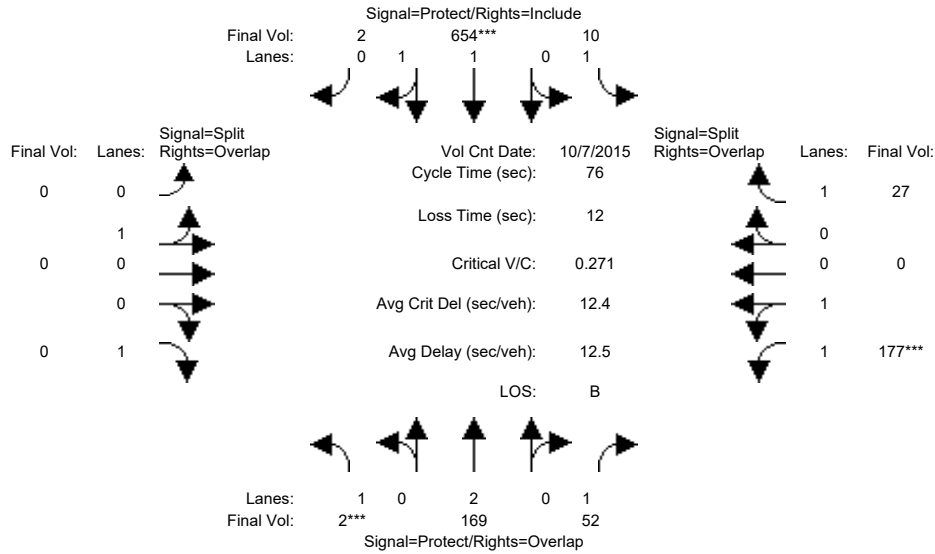 Signal=Protect/Rights=Include
Final Vol: 2 654*** 10
Lanes: 0 1 1 0 1
Signal=Split
Final Vol: Lanes: Rights=Overlap
Vol Cnt Date: 10/7/2015
Signal=Split
Rights=Overlap Lanes: Final Vol:
Cycle Time (sec): 76
0 0
1 27
Loss Time (sec): 12
1
0
0 0
Critical V/C: 0.271
0 0
0
Avg Crit Del (sec/veh): 12.4
1
0 1
Avg Delay (sec/veh): 12.5
1 177***
LOS: B
Lanes: 1 0 2 0 1
Final Vol: 2*** 169 52
Signal=Protect/Rights=Overlap